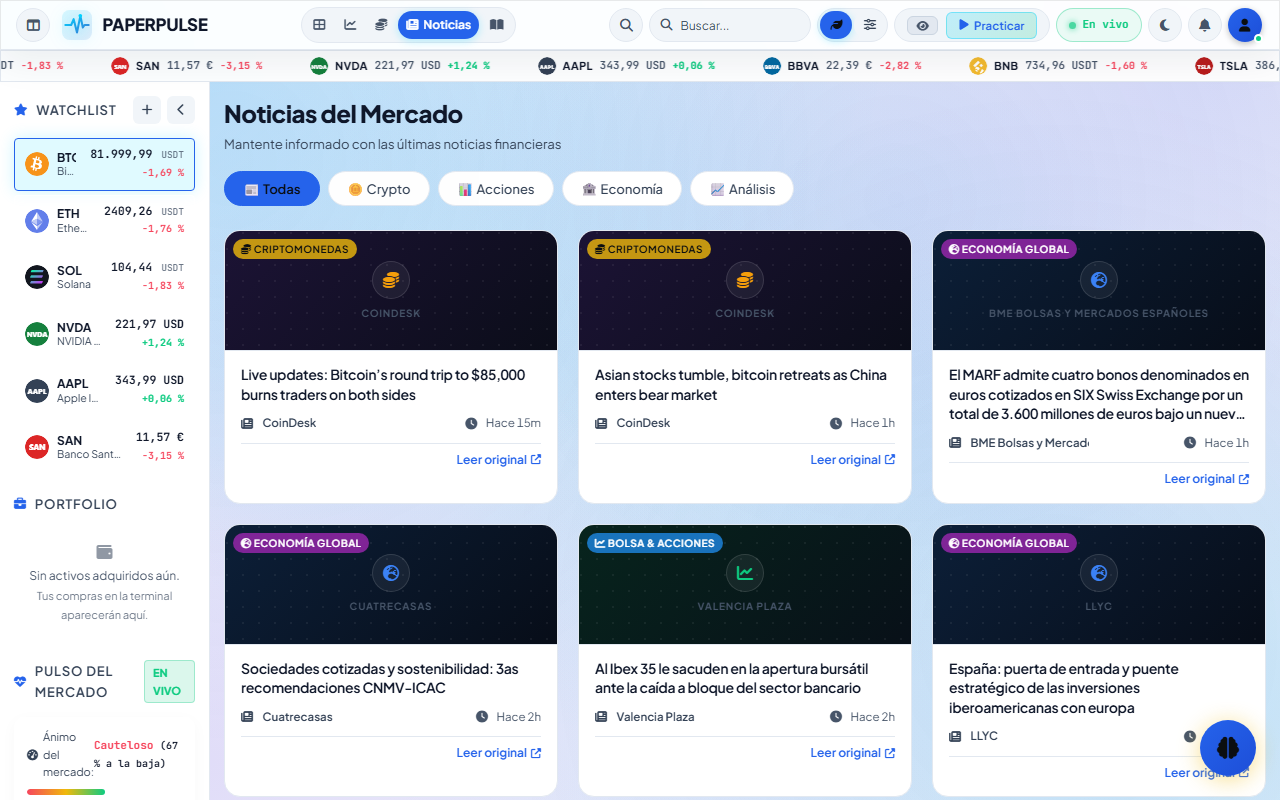 PAPERPULSE
Noticias
Buscar...
Practicar
En vivo
DT -1,83 %
SAN 11,57 € -3,15 %
NVDA 221,97 USD +1,24 %
AAPL 343,99 USD +0,06 %
BBVA 22,39 € -2,82 %
BNB 734,96 USDT -1,60 %
TSLA 386,
WATCHLIST
BTC 81.999,99 USDT
Bi... -1,69 %
ETH 2409,26 USDT
Ethe... -1,76 %
SOL 104,44 USDT
Solana -1,83 %
NVDA 221,97 USD
NVIDIA ... +1,24 %
AAPL 343,99 USD
Apple I... +0,06 %
SAN 11,57 €
Banco Sant... -3,15 %
PORTFOLIO
Sin activos adquiridos aún.
Tus compras en la terminal
aparecerán aquí.
PULSO DEL
MERCADO
EN
VIVO
Ánimo
del
mercado:
Cauteloso (67
% a la baja)
Noticias del Mercado
Mantente informado con las últimas noticias financieras
Todas
Crypto
Acciones
Economía
Análisis
CRIPTOMONEDAS
COINDESK
Live updates: Bitcoin's round trip to $85,000
burns traders on both sides
CoinDesk Hace 15m
Leer original
CRIPTOMONEDAS
COINDESK
Asian stocks tumble, bitcoin retreats as China
enters bear market
CoinDesk Hace 1h
Leer original
ECONOMÍA GLOBAL
BME BOLSAS Y MERCADOS ESPAÑOLES
El MARF admite cuatro bonos denominados en
euros cotizados en SIX Swiss Exchange por un
total de 3.600 millones de euros bajo un nuev...
BME Bolsas y Mercado Hace 1h
Leer original
ECONOMÍA GLOBAL
CUATRECASAS
Sociedades cotizadas y sostenibilidad: 3as
recomendaciones CNMV-ICAC
Cuatrecasas Hace 2h
Leer original
BOLSA & ACCIONES
VALENCIA PLAZA
Al Ibex 35 le sacuden en la apertura bursátil
ante la caída a bloque del sector bancario
Valencia Plaza Hace 2h
Leer original
ECONOMÍA GLOBAL
LLYC
España: puerta de entrada y puente
estratégico de las inversiones
iberoamericanas con europa
LLYC
Leer original